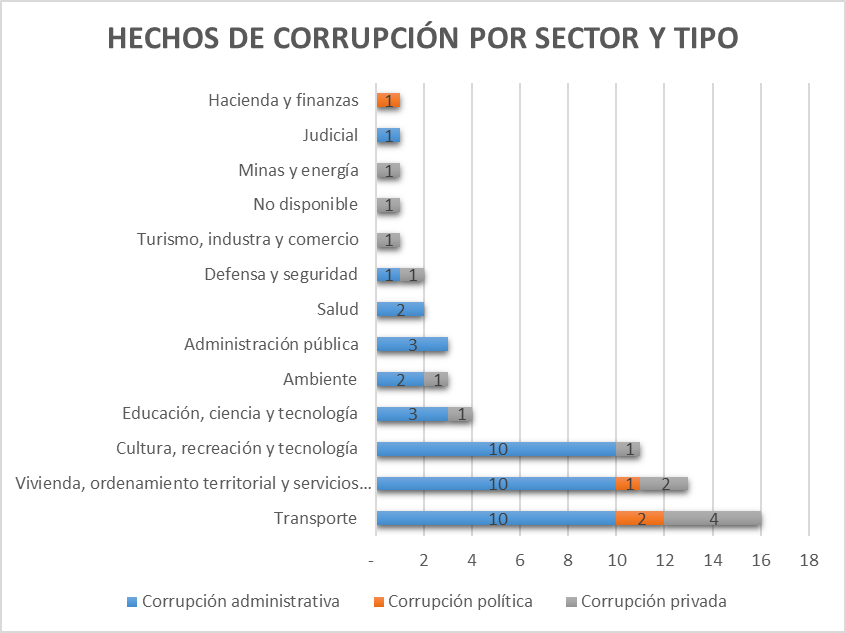 HECHOS DE CORRUPCIÓN POR SECTOR Y TIPO
Hacienda y finanzas 1
Judicial 1
Minas y energía 1
No disponible 1
Turismo, industra y comercio 1
Defensa y seguridad 1 1
Salud 2
Administración pública 3
Ambiente 2 1
Educación, ciencia y tecnología 3 1
Cultura, recreación y tecnología 10 1
Vivienda, ordenamiento territorial y servicios... 10 1 2
Transporte 10 2 4
- 2 4 6 8 10 12 14 16 18
Corrupción administrativa Corrupción política Corrupción privada